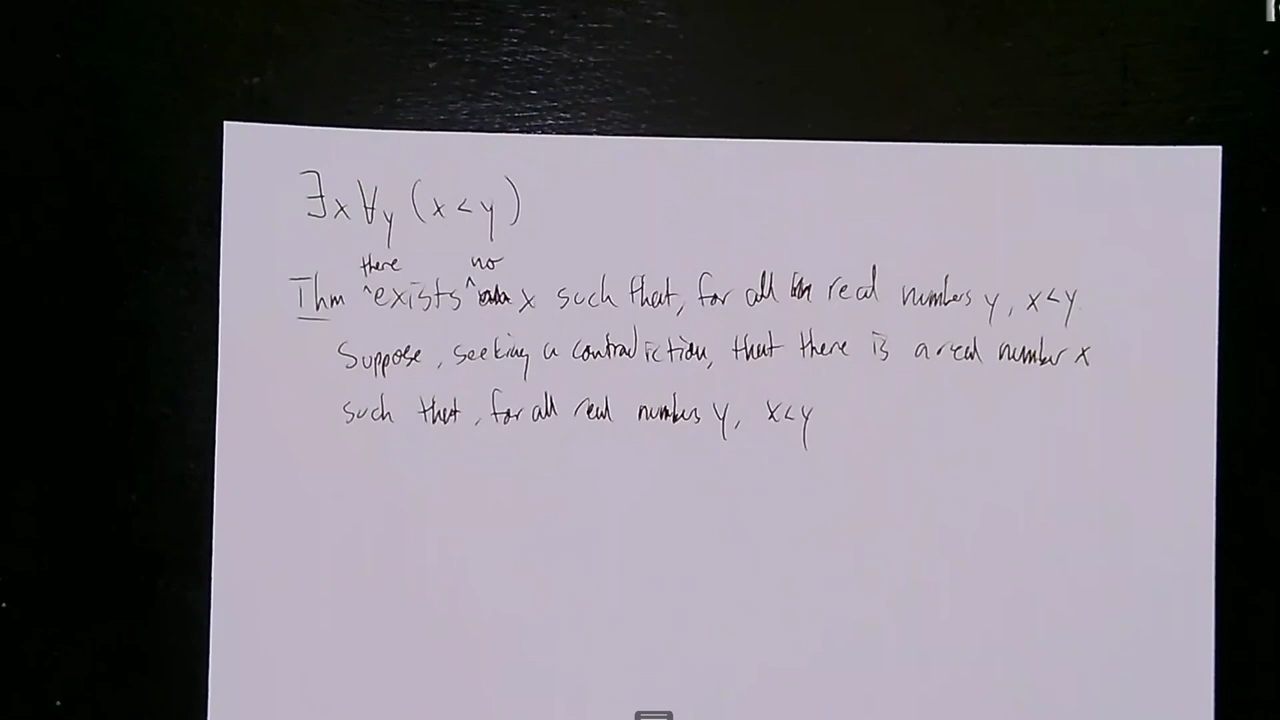 ∃x ∀y (x < y)
there no
Thm ^exists^ x such that, for all real numbers y, x<y.
Suppose, seeking a contradiction, that there is a real number x
such that, for all real numbers y, x<y